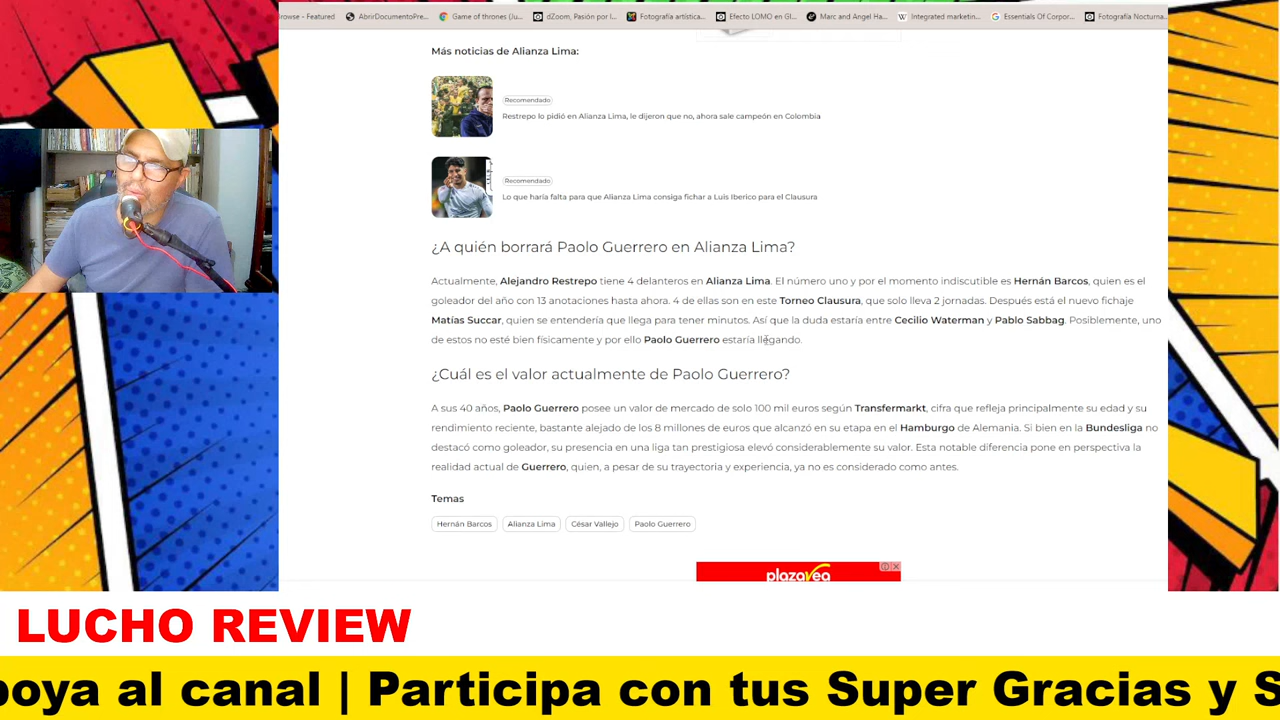 rowse - Featured
AbrirDocumentoPre...
Game of thrones (Ju...
dZoom, Pasión por l...
Fotografía artística...
Efecto LOMO en GI...
Marc and Angel Ha...
Integrated marketin...
Essentials Of Corpor...
Fotografía Nocturna...
Más noticias de Alianza Lima:
Recomendado
Restrepo lo pidió en Alianza Lima, le dijeron que no, ahora sale campeón en Colombia
Recomendado
Lo que haría falta para que Alianza Lima consiga fichar a Luis Iberico para el Clausura
¿A quién borrará Paolo Guerrero en Alianza Lima?
Actualmente, Alejandro Restrepo tiene 4 delanteros en Alianza Lima. El número uno y por el momento indiscutible es Hernán Barcos, quien es el
goleador del año con 13 anotaciones hasta ahora. 4 de ellas son en este Torneo Clausura, que solo lleva 2 jornadas. Después está el nuevo fichaje
Matías Succar, quien se entendería que llega para tener minutos. Así que la duda estaría entre Cecilio Waterman y Pablo Sabbag. Posiblemente, uno
de estos no esté bien físicamente y por ello Paolo Guerrero estaría llegando.
¿Cuál es el valor actualmente de Paolo Guerrero?
A sus 40 años, Paolo Guerrero posee un valor de mercado de solo 100 mil euros según Transfermarkt, cifra que refleja principalmente su edad y su
rendimiento reciente, bastante alejado de los 8 millones de euros que alcanzó en su etapa en el Hamburgo de Alemania. Si bien en la Bundesliga no
destacó como goleador, su presencia en una liga tan prestigiosa elevó considerablemente su valor. Esta notable diferencia pone en perspectiva la
realidad actual de Guerrero, quien, a pesar de su trayectoria y experiencia, ya no es considerado como antes.
Temas
Hernán Barcos
Alianza Lima
César Vallejo
Paolo Guerrero
plazavea
LUCHO REVIEW
poya al canal | Participa con tus Super Gracias y S